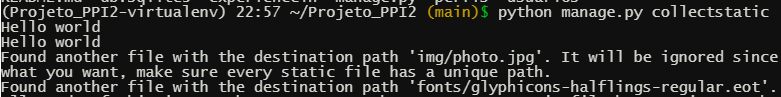 (Projeto_PPI2-virtualenv) 22:57 ~/Projeto_PPI2 (main)$ python manage.py collectstatic
Hello world
Hello world
Found another file with the destination path 'img/photo.jpg'. It will be ignored since
what you want, make sure every static file has a unique path.
Found another file with the destination path 'fonts/glyphicons-halflings-regular.eot'.